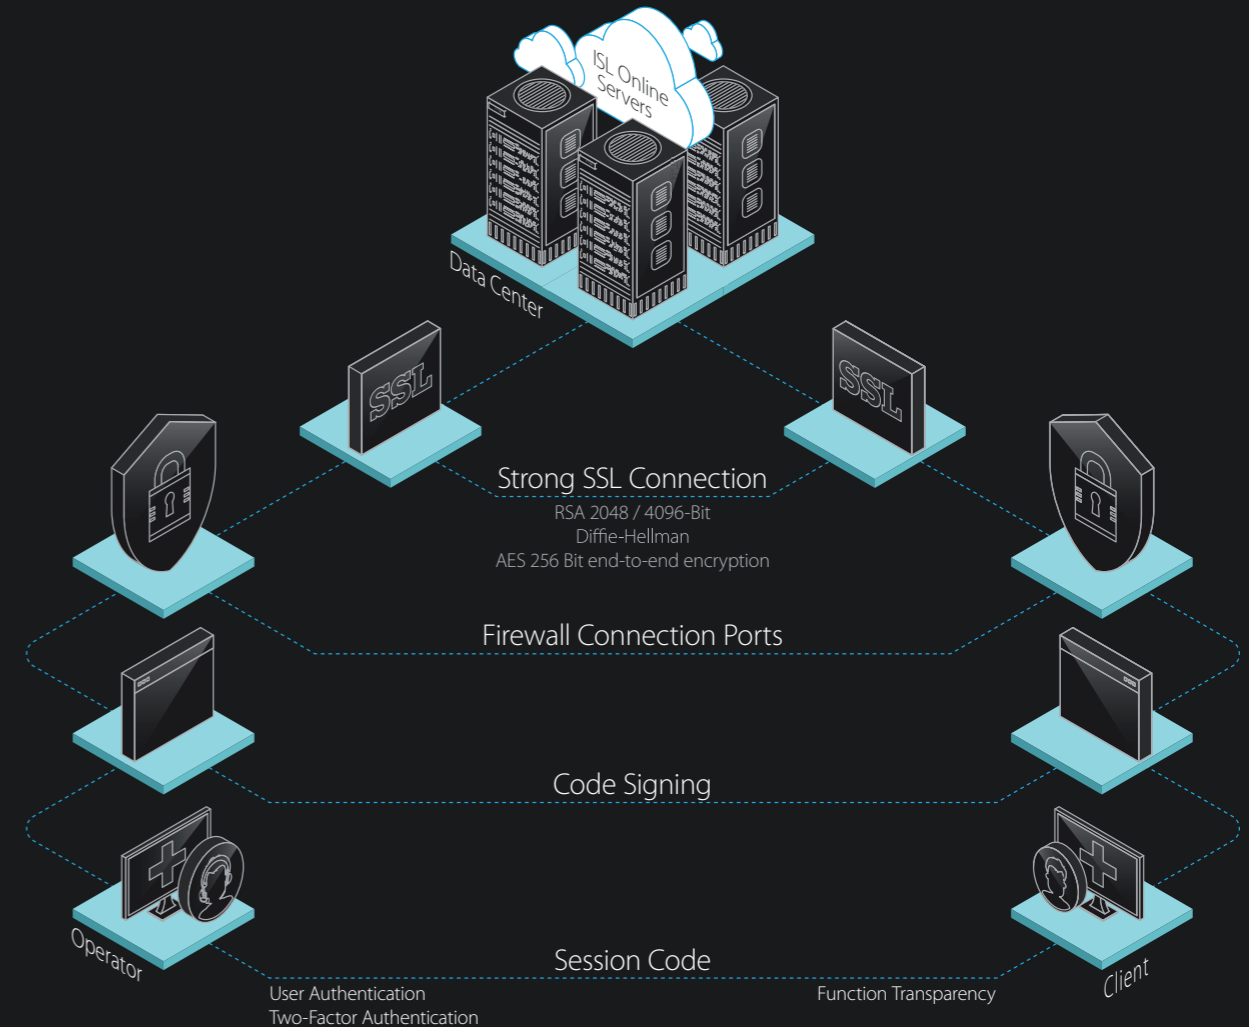 ISL Online
Servers
Data Center
SSL
SSL
Strong SSL Connection
RSA 2048 / 4096-Bit
Diffie-Hellman
AES 256 Bit end-to-end encryption
Firewall Connection Ports
Code Signing
Operator
Session Code
Client
User Authentication
Function Transparency
Two-Factor Authentication